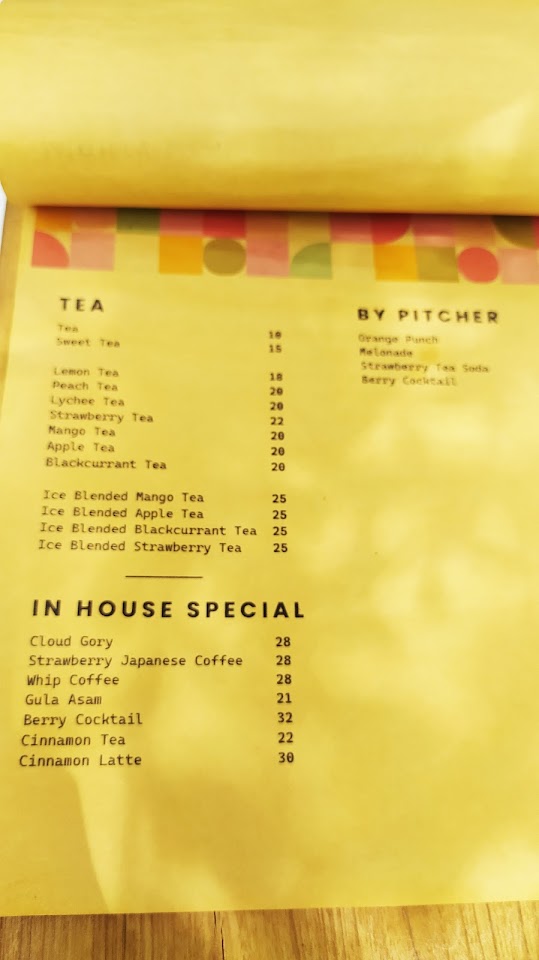 TEA
Tea 10
Sweet Tea 15
Lemon Tea 18
Peach Tea 20
Lychee Tea 20
Strawberry Tea 22
Mango Tea 20
Apple Tea 20
Blackcurrant Tea 20
Ice Blended Mango Tea 25
Ice Blended Apple Tea 25
Ice Blended Blackcurrant Tea 25
Ice Blended Strawberry Tea 25
IN HOUSE SPECIAL
Cloud Gory 28
Strawberry Japanese Coffee 28
Whip Coffee 28
Gula Asam 21
Berry Cocktail 32
Cinnamon Tea 22
Cinnamon Latte 30
BY PITCHER
Orange Punch
Melonade
Strawberry Tea Soda
Berry Cocktail